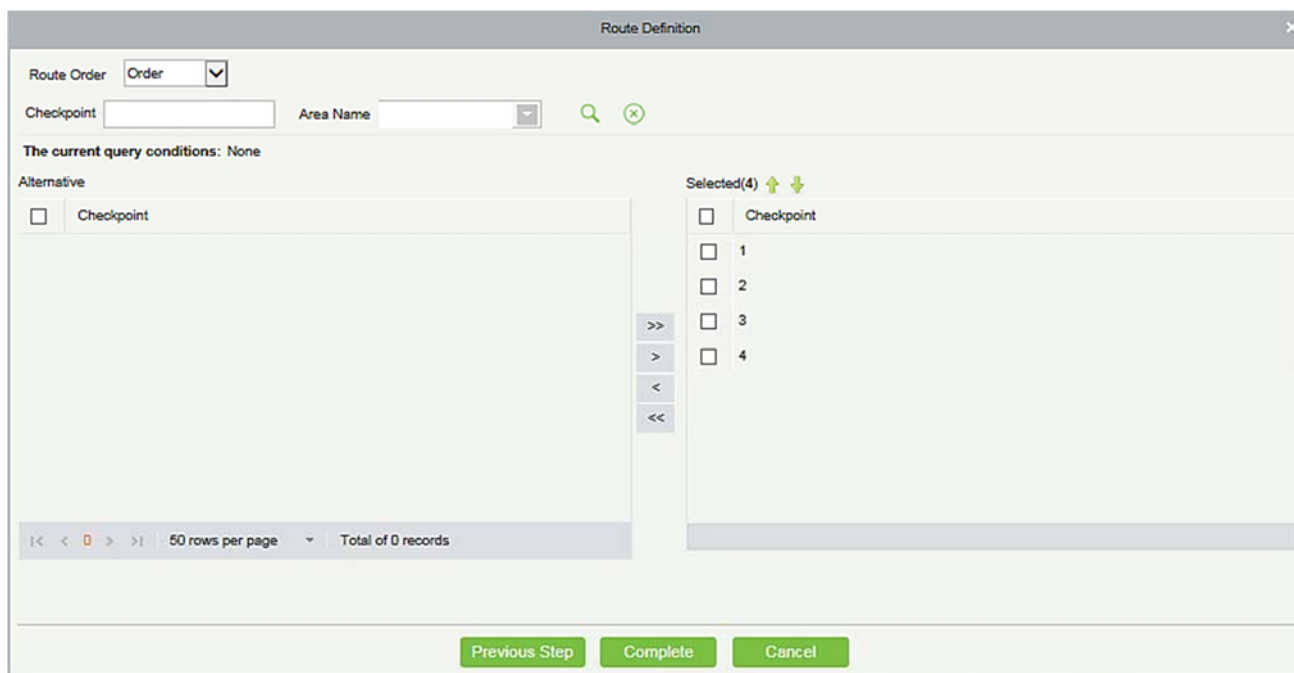 Route Definition
Route Order Order
Checkpoint Area Name
The current query conditions: None
Alternative
Checkpoint
>>
>
<
<<
Selected(4)
Checkpoint
1
2
3
4
|< < 0 > >| 50 rows per page Total of 0 records
Previous Step Complete Cancel